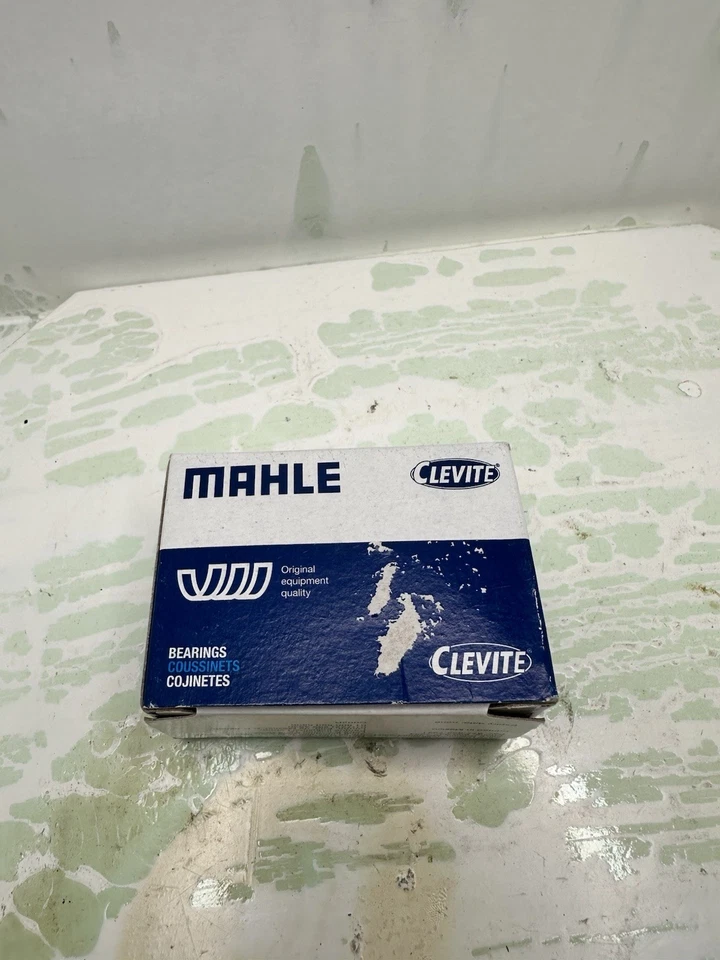 MAHLE
CLEVITE®
Original
equipment
quality
BEARINGS
COUSSINETS
COJINETES
CLEVITE